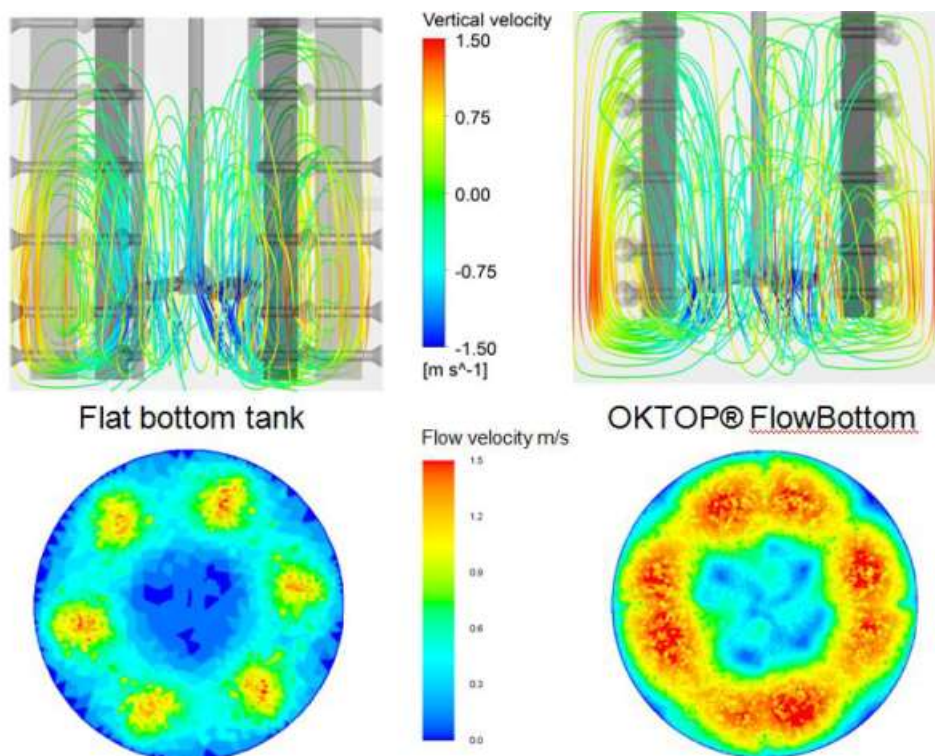 Vertical velocity
1.50
0.75
0.00
-0.75
-1.50
[m s^-1]
Flat bottom tank
OKTOP® FlowBottom
Flow velocity m/s
1.5
1.2
0.9
0.6
0.3
0.0